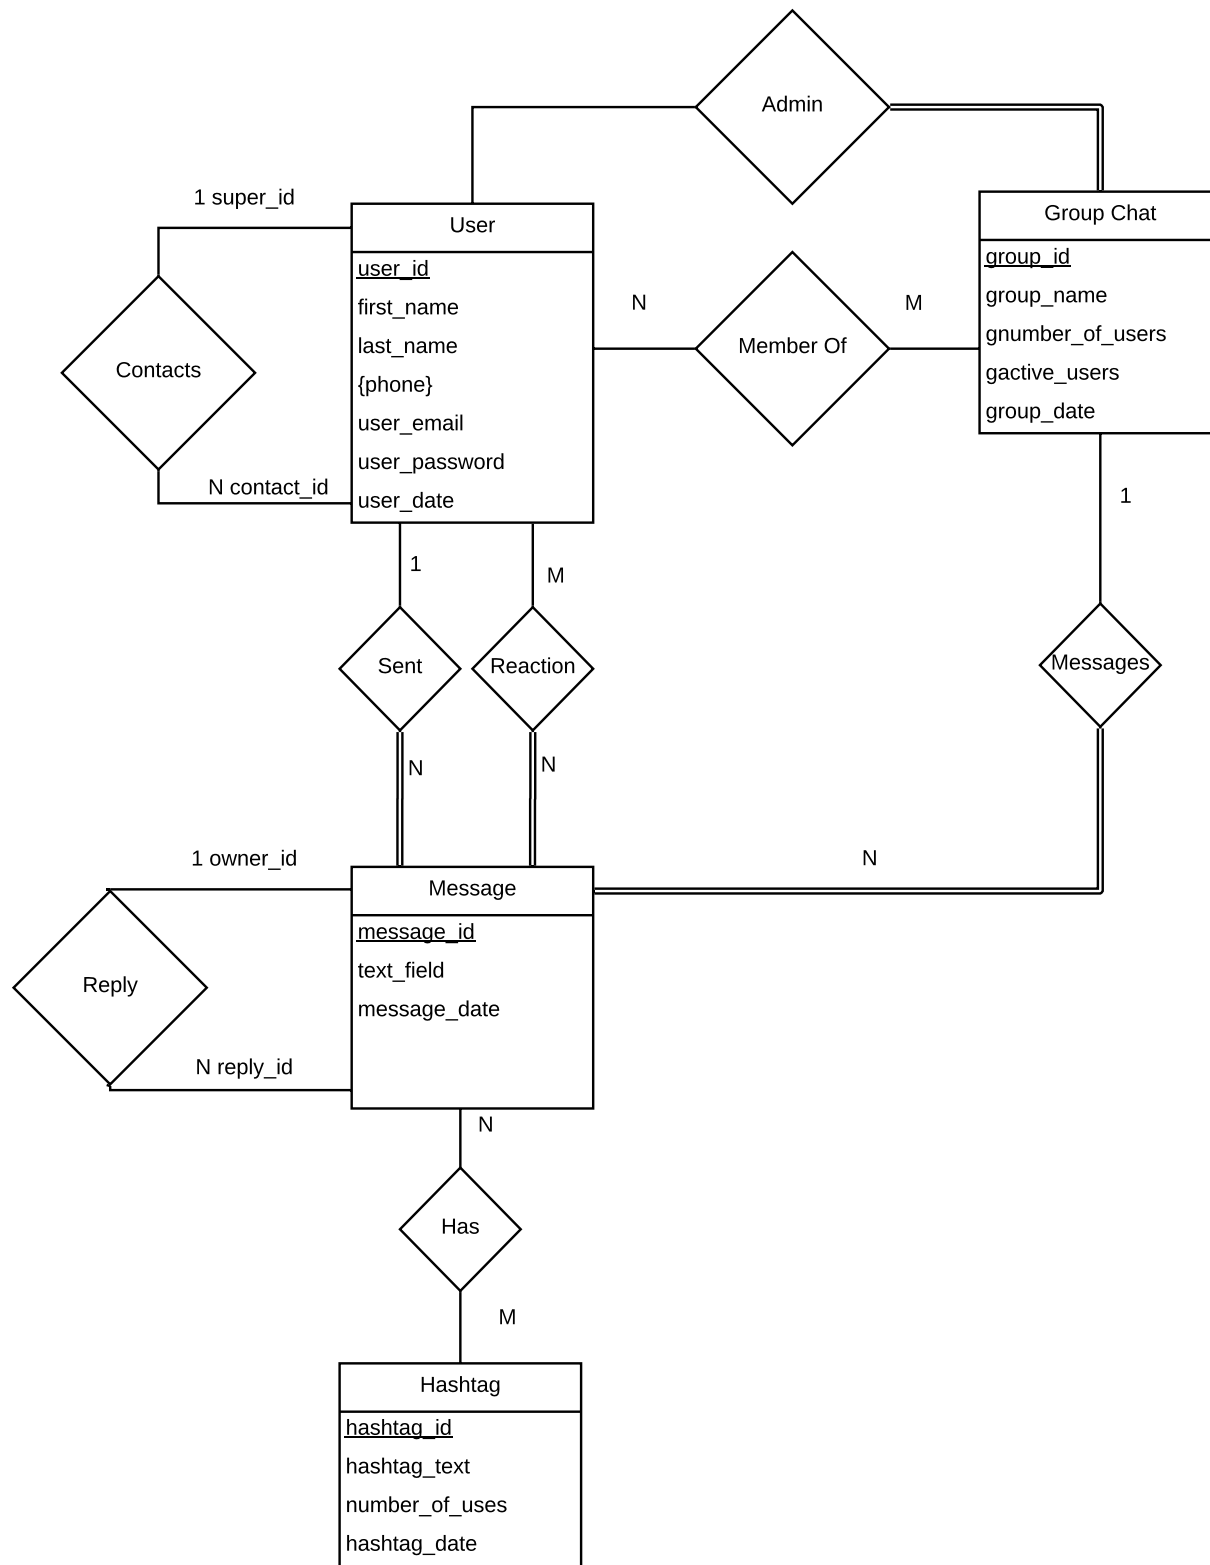 Admin
1 super_id
User
user_id
first_name
last_name
{phone}
user_email
user_password
user_date
Contacts
N contact_id
N
Member Of
M
Group Chat
group_id
group_name
gnumber_of_users
gactive_users
group_date
1
Sent
N
M
Reaction
N
1
Messages
N
1 owner_id
Message
message_id
text_field
message_date
Reply
N reply_id
N
Has
M
Hashtag
hashtag_id
hashtag_text
number_of_uses
hashtag_date